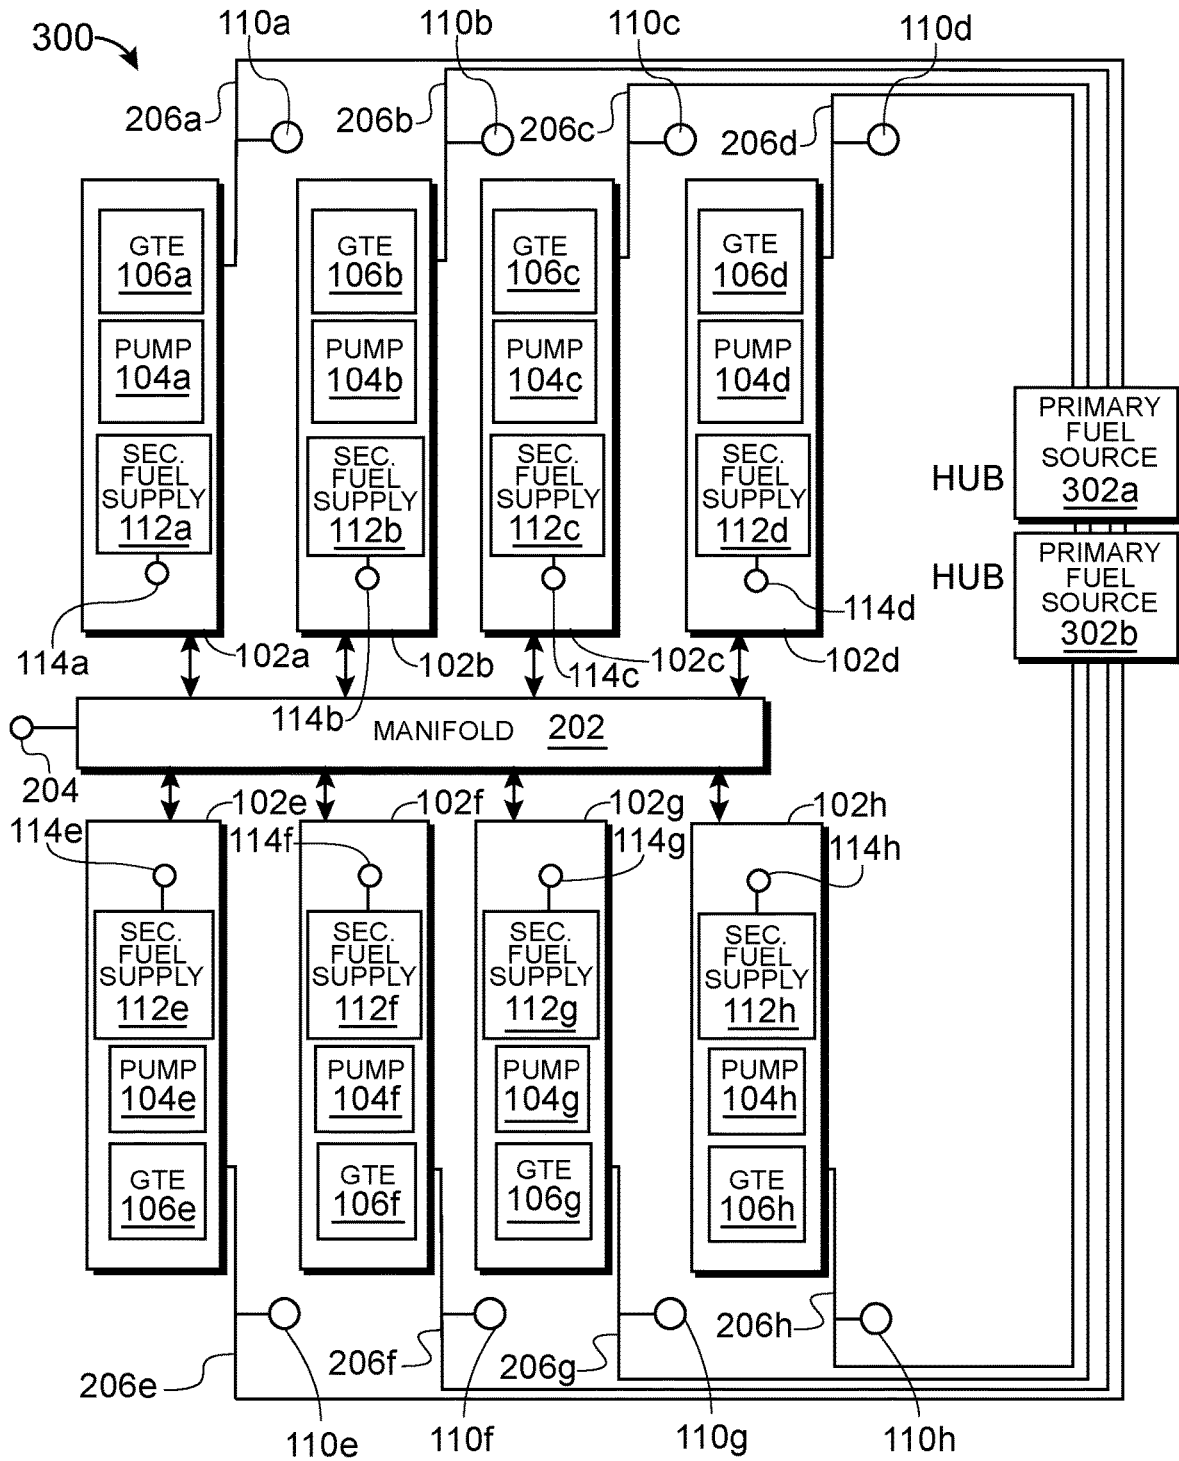 300
110a
110b
110c
110d
206a
206b
206c
206d
GTE
106a
GTE
106b
GTE
106c
GTE
106d
PUMP
104a
PUMP
104b
PUMP
104c
PUMP
104d
SEC.
FUEL
SUPPLY
112a
SEC.
FUEL
SUPPLY
112b
SEC.
FUEL
SUPPLY
112c
SEC.
FUEL
SUPPLY
112d
HUB
PRIMARY
FUEL
SOURCE
302a
HUB
PRIMARY
FUEL
SOURCE
302b
114a
102a
102b
114c
102c
114d
102d
114b
MANIFOLD 202
204
114e
102e
114f
102f
102g
114g
102h
114h
SEC.
FUEL
SUPPLY
112e
SEC.
FUEL
SUPPLY
112f
SEC.
FUEL
SUPPLY
112g
SEC.
FUEL
SUPPLY
112h
PUMP
104e
PUMP
104f
PUMP
104g
PUMP
104h
GTE
106e
GTE
106f
GTE
106g
GTE
106h
206e
206f
206g
206h
110e
110f
110g
110h